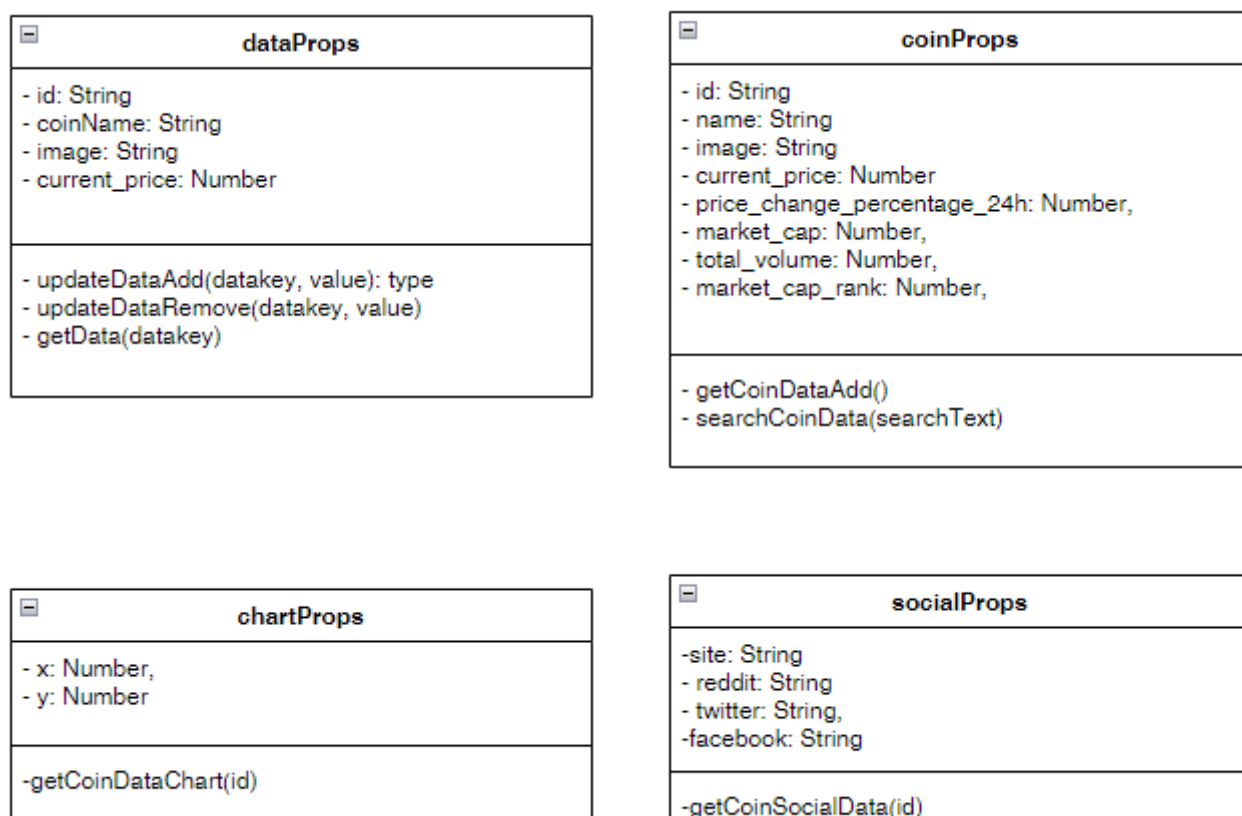 dataProps
- id: String
- coinName: String
- image: String
- current_price: Number
- updateDataAdd(datakey, value): type
- updateDataRemove(datakey, value)
- getData(datakey)
coinProps
- id: String
- name: String
- image: String
- current_price: Number
- price_change_percentage_24h: Number,
- market_cap: Number,
- total_volume: Number,
- market_cap_rank: Number,
- getCoinDataAdd()
- searchCoinData(searchText)
chartProps
- x: Number,
- y: Number
-getCoinDataChart(id)
socialProps
-site: String
- reddit: String
- twitter: String,
-facebook: String
-getCoinSocialData(id)